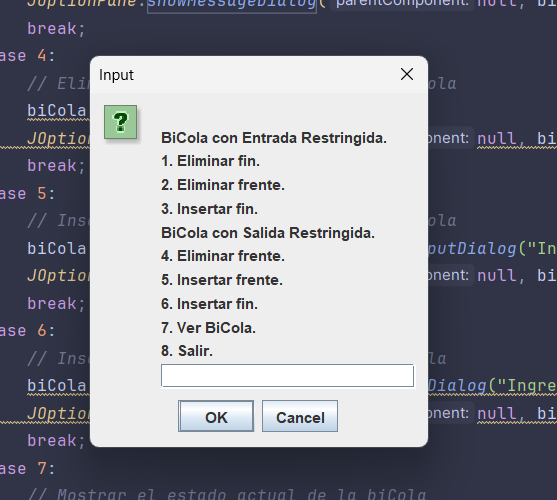 JOptionPane.showMessageDialog( parentComponent: null, bi
break;
ase 4:
// Eli
cola
biCola
JOption
onent: null, bi
break;
ase 5:
// Ins
Cola
biCola
putDialog("In
JOption
onent: null, bi
break;
ase 6:
// Ins
la
biCola
Dialog("Ingre
JOption
onent: null, bi
break;
ase 7:
// Mostrar el estado actual de la biCola
Input
BiCola con Entrada Restringida.
1. Eliminar fin.
2. Eliminar frente.
3. Insertar fin.
BiCola con Salida Restringida.
4. Eliminar frente.
5. Insertar frente.
6. Insertar fin.
7. Ver BiCola.
8. Salir.
OK Cancel